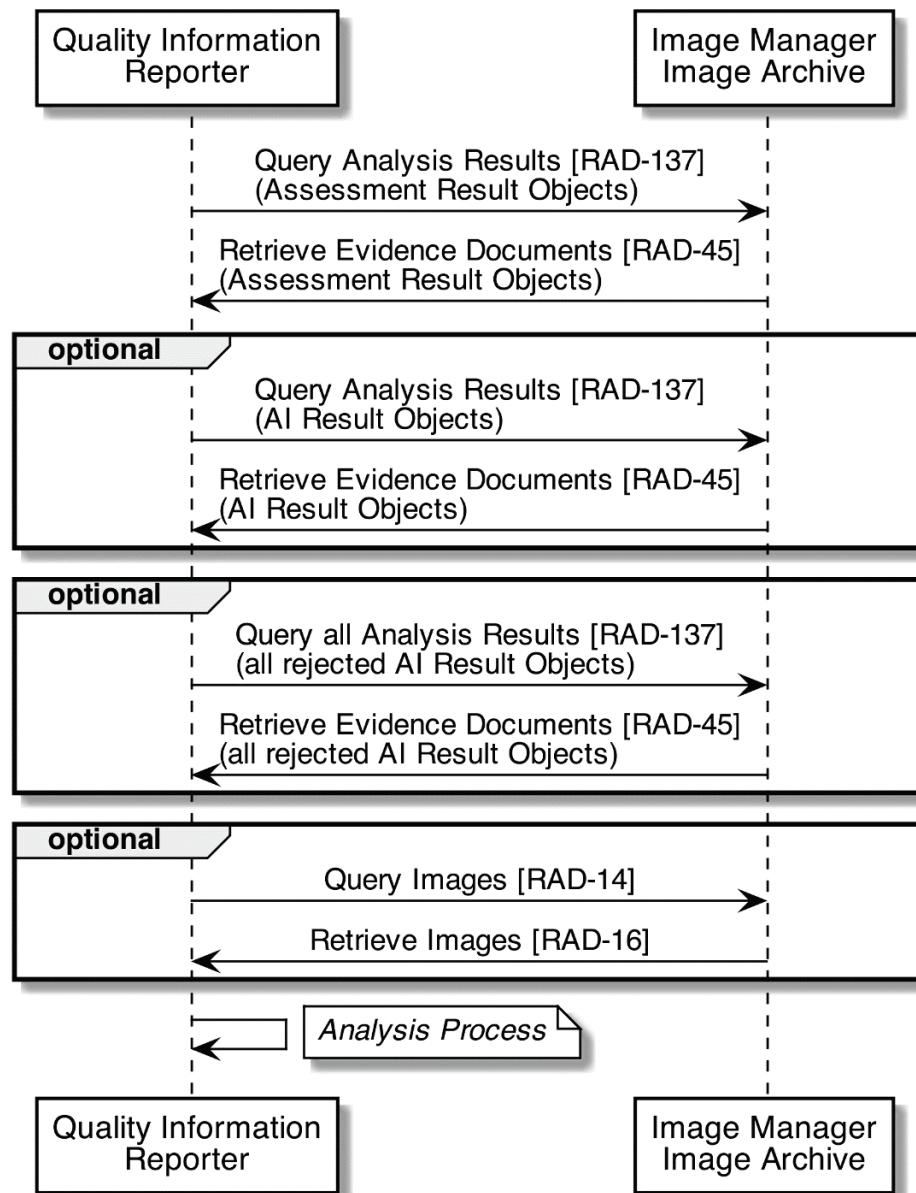 Quality Information
Reporter
Image Manager
Image Archive
Query Analysis Results [RAD-137]
(Assessment Result Objects)
Retrieve Evidence Documents [RAD-45]
(Assessment Result Objects)
optional
Query Analysis Results [RAD-137]
(AI Result Objects)
Retrieve Evidence Documents [RAD-45]
(AI Result Objects)
optional
Query all Analysis Results [RAD-137]
(all rejected AI Result Objects)
Retrieve Evidence Documents [RAD-45]
(all rejected AI Result Objects)
optional
Query Images [RAD-14]
Retrieve Images [RAD-16]
Analysis Process
Quality Information
Reporter
Image Manager
Image Archive